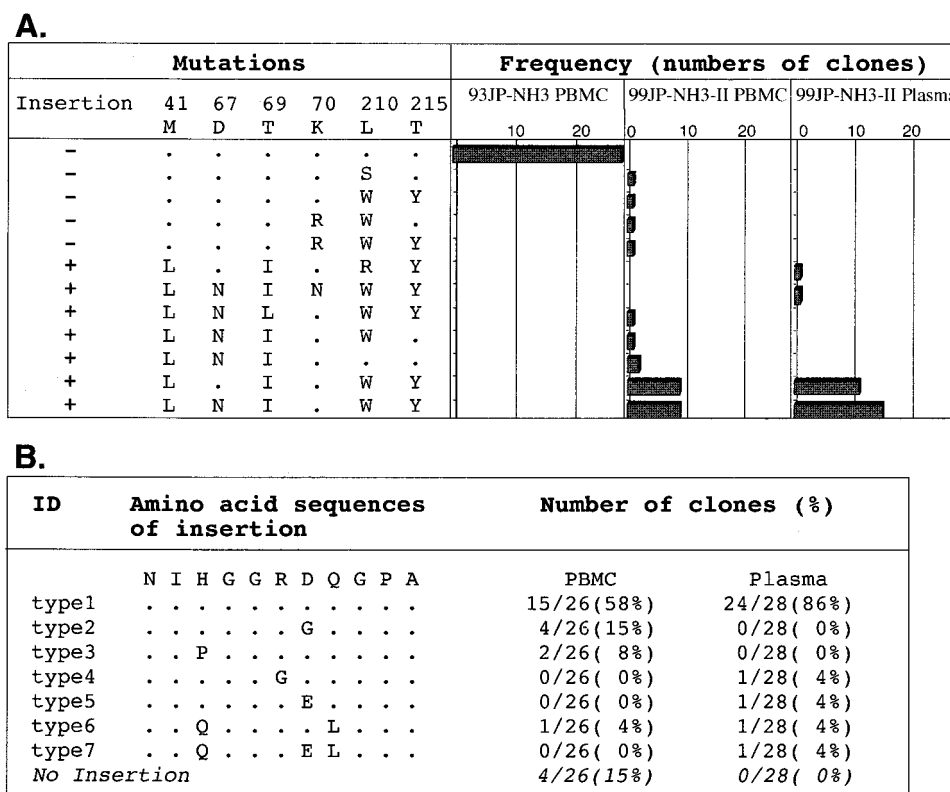 A.
Mutations Frequency (numbers of clones)
Insertion 41 67 69 70 210 215 93JP-NH3 PBMC 99JP-NH3-II PBMC 99JP-NH3-II Plasma
M D T K L T 10 20 0 10 20 0 10 20
- . . . . . .
- . . . . S .
- . . . . W Y
- . . . R W .
- . . . R W Y
+ L . I . R Y
+ L N I N W Y
+ L N L . W Y
+ L N I . W .
+ L N I . . .
+ L . I . W Y
+ L N I . W Y
B.
ID Amino acid sequences of insertion Number of clones (%)
N I H G G R D Q G P A PBMC Plasma
type1 . . . . . . . . . . . 15/26(58%) 24/28(86%)
type2 . . . . . . G . . . . 4/26(15%) 0/28( 0%)
type3 . . P . . . . . . . . 2/26( 8%) 0/28( 0%)
type4 . . . . . G . . . . . 0/26( 0%) 1/28( 4%)
type5 . . . . . . E . . . . 0/26( 0%) 1/28( 4%)
type6 . . Q . . . . L . . . 1/26( 4%) 1/28( 4%)
type7 . . Q . . . E L . . . 0/26( 0%) 1/28( 4%)
No Insertion 4/26(15%) 0/28( 0%)